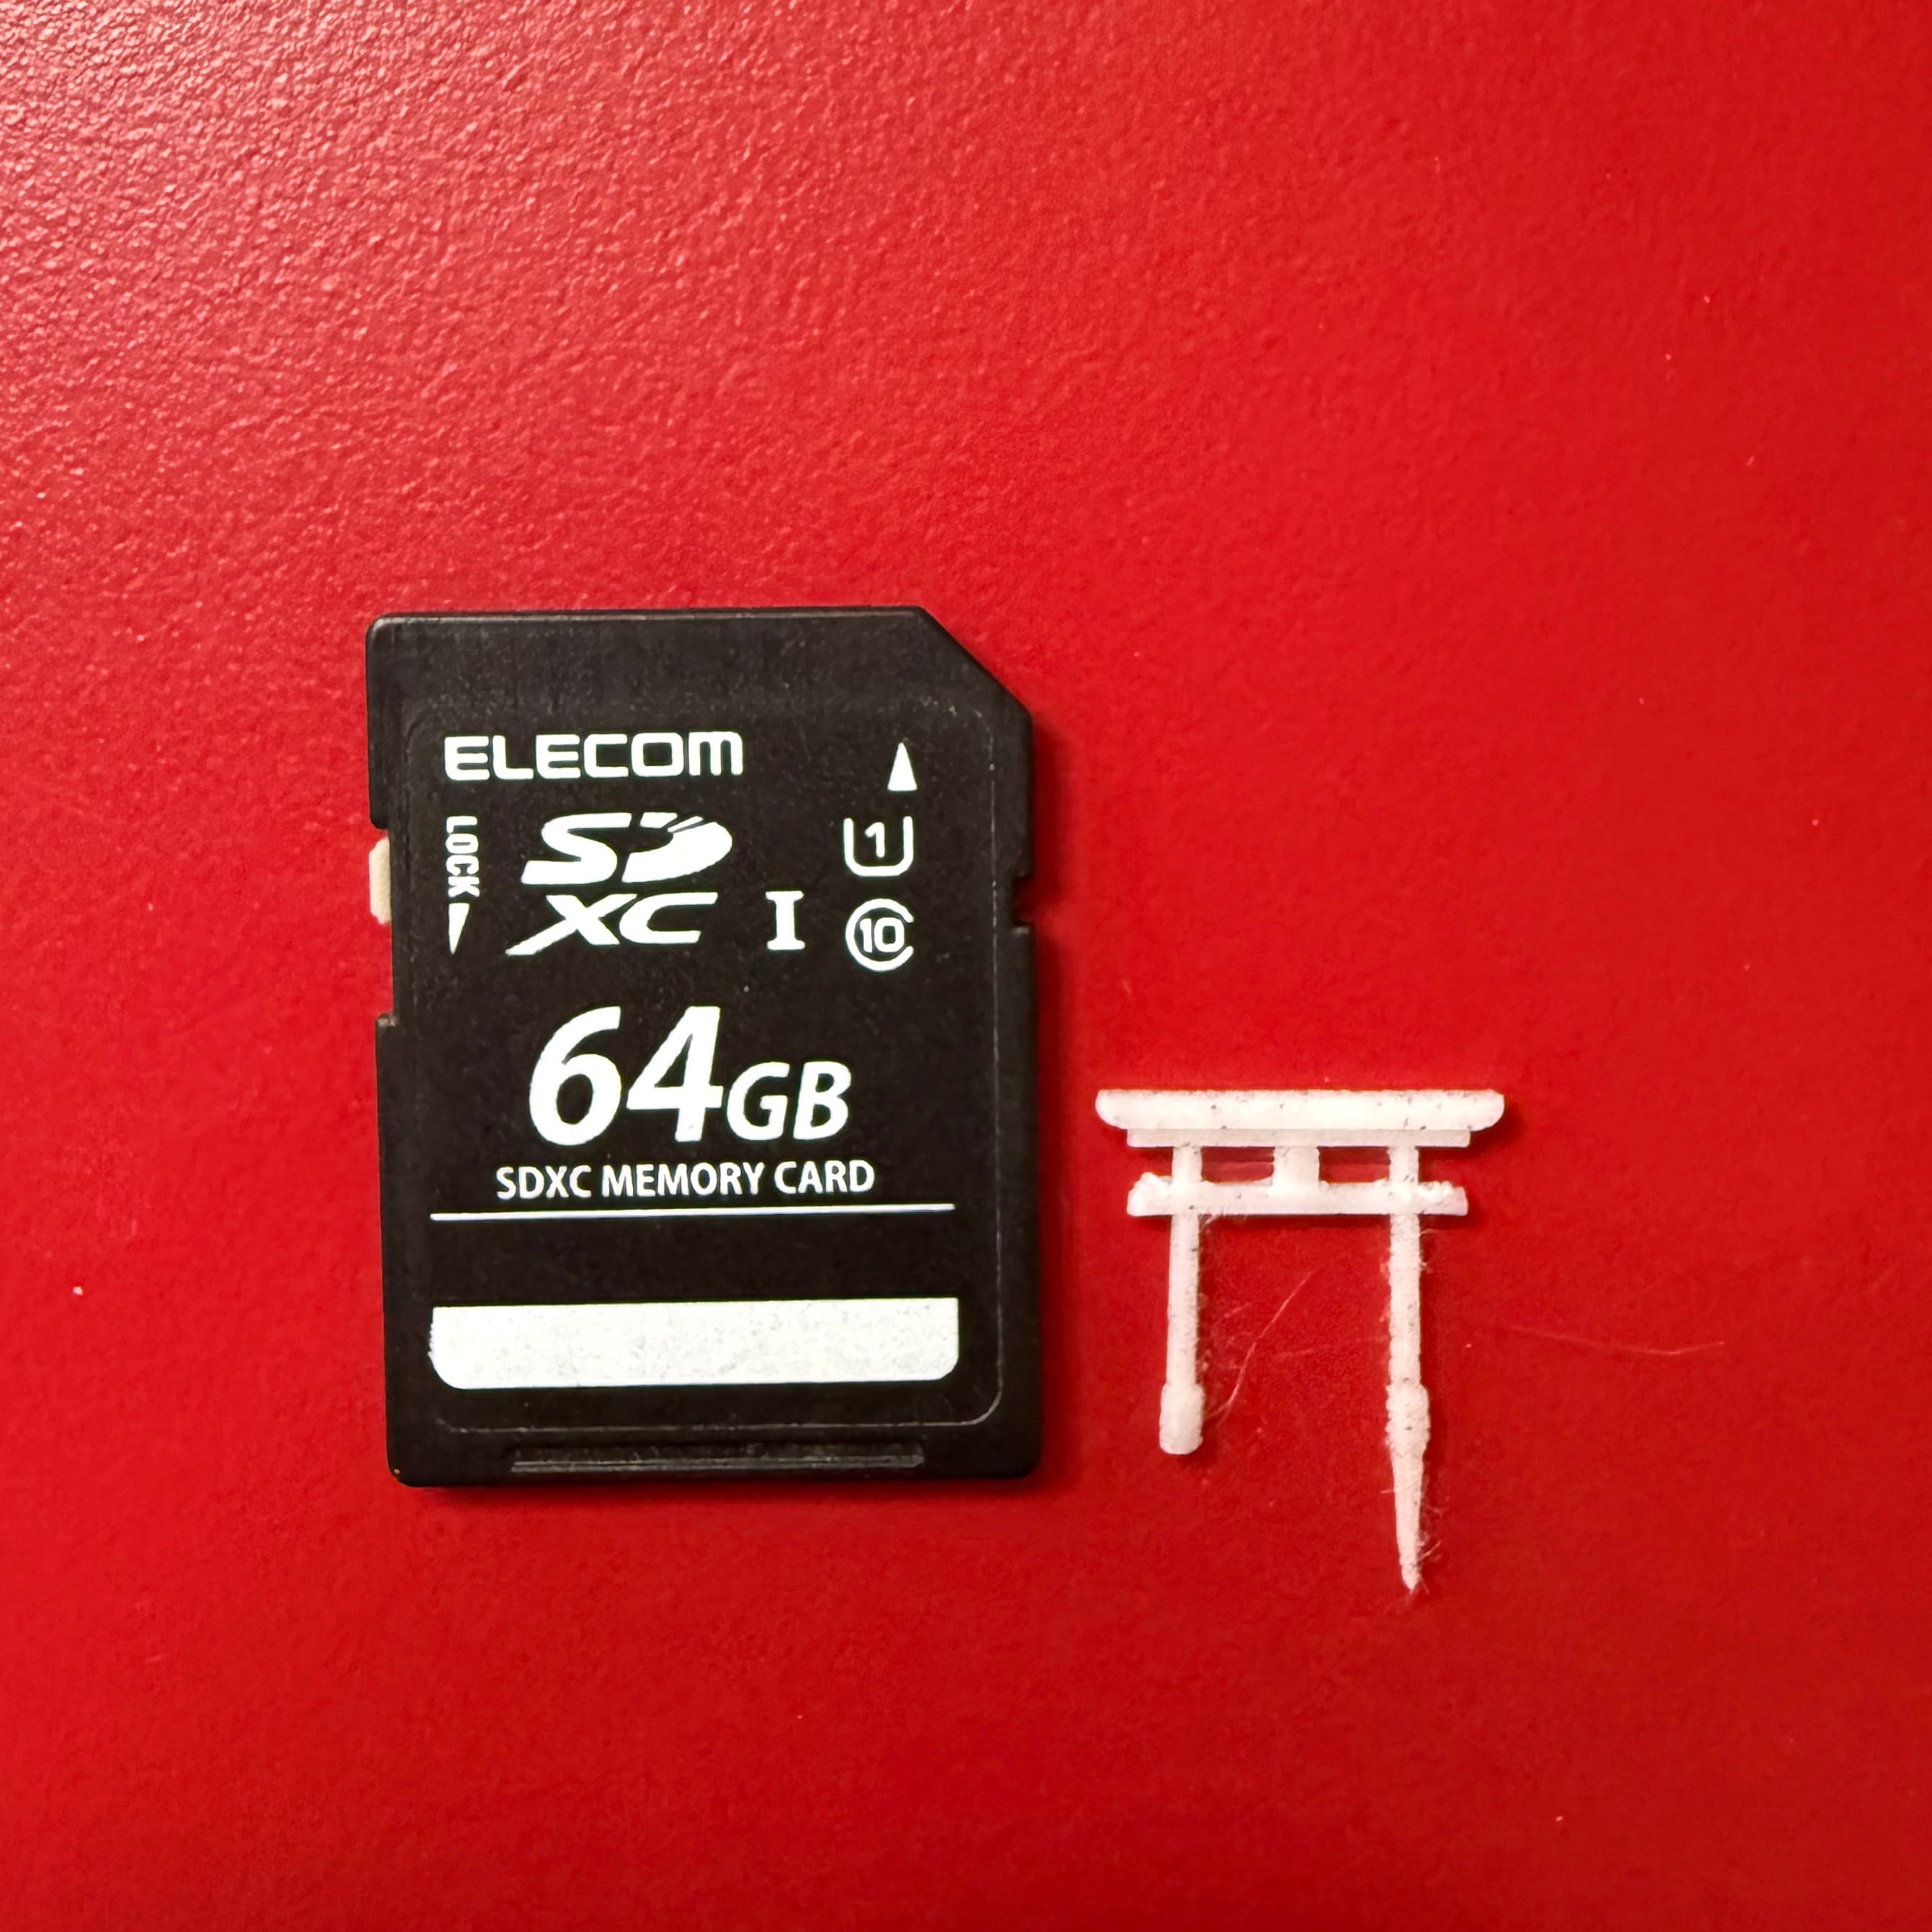 ELECOM
LOCK
SD
XC I
1
10
64GB
SDXC MEMORY CARD